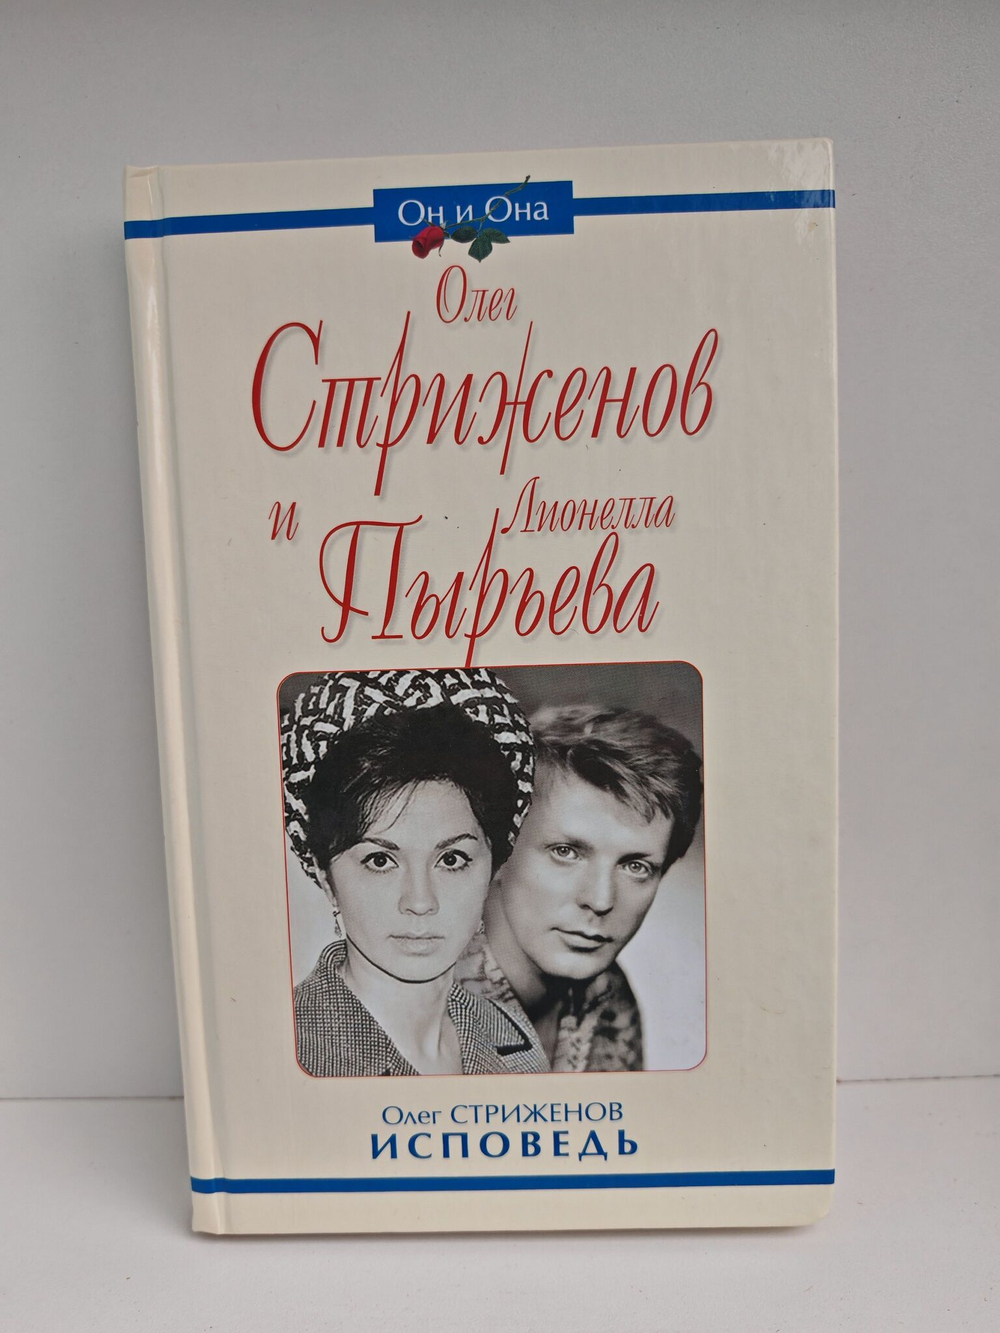 Он и Она
Олег
Стриженов
и Лионелла
Пырьева
Олег СТРИЖЕНОВ
ИСПОВЕДЬ